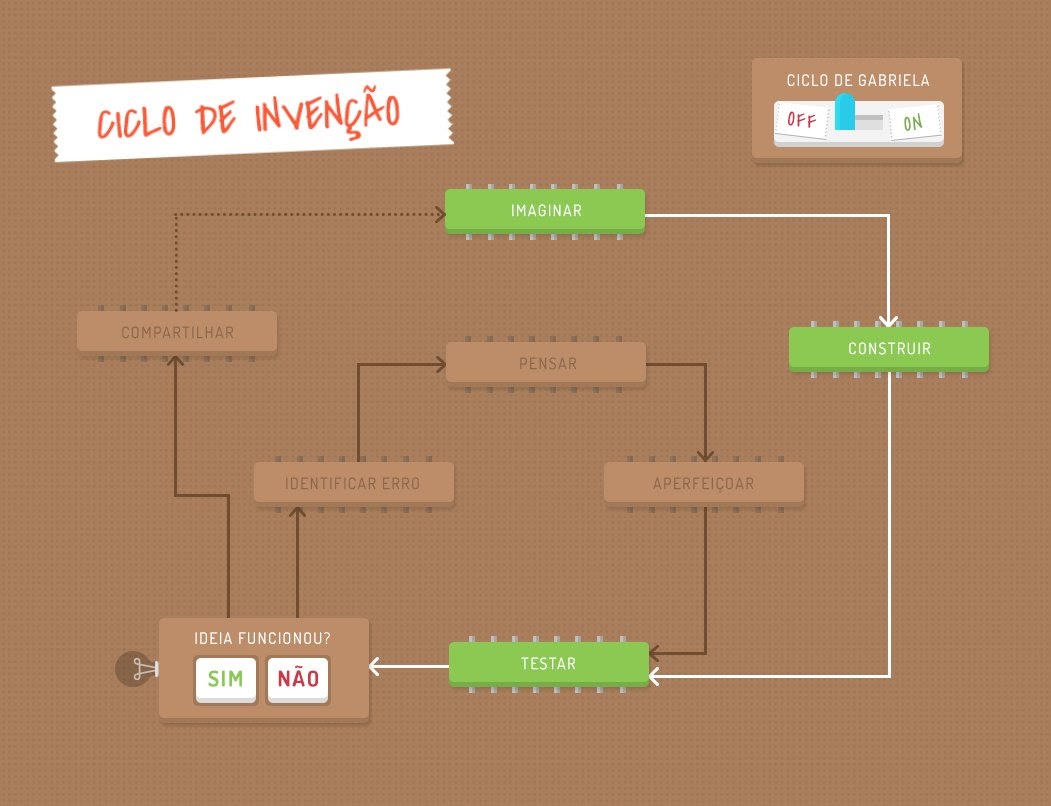 CICLO DE INVENÇÃO
CICLO DE GABRIELA
OFF
ON
IMAGINAR
COMPARTILHAR
CONSTRUIR
PENSAR
IDENTIFICAR ERRO
APERFEIÇOAR
IDEIA FUNCIONOU?
SIM
NÃO
TESTAR